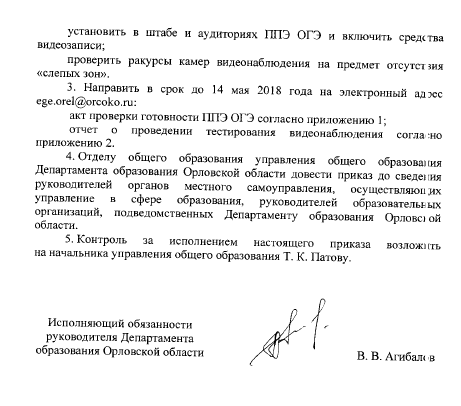 установить в штабе и аудиториях ППЭ ОГЭ и включить средства
видеозаписи;
проверить ракурсы камер видеонаблюдения на предмет отсутствия
«слепых зон».
3. Направить в срок до 14 мая 2018 года на электронный адрес
ege.orel@orcoko.ru:
акт проверки готовности ППЭ ОГЭ согласно приложению 1;
отчет о проведении тестирования видеонаблюдения согласно
приложению 2.
4. Отделу общего образования управления общего образования
Департамента образования Орловской области довести приказ до сведения
руководителей органов местного самоуправления, осуществляющих
управление в сфере образования, руководителей образовательных
организаций, подведомственных Департаменту образования Орловской
области.
5. Контроль за исполнением настоящего приказа возложить
на начальника управления общего образования Т. К. Патову.
Исполняющий обязанности
руководителя Департамента
образования Орловской области
В. В. Агибалов